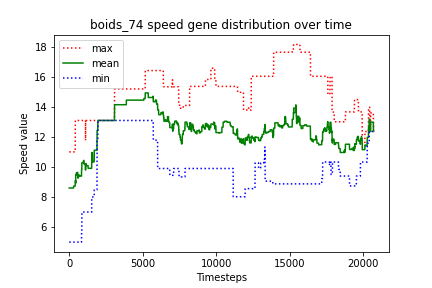 boids_74 speed gene distribution over time
max
mean
min
18
16
14
12
10
8
6
Speed value
0
5000
10000
15000
20000
Timesteps